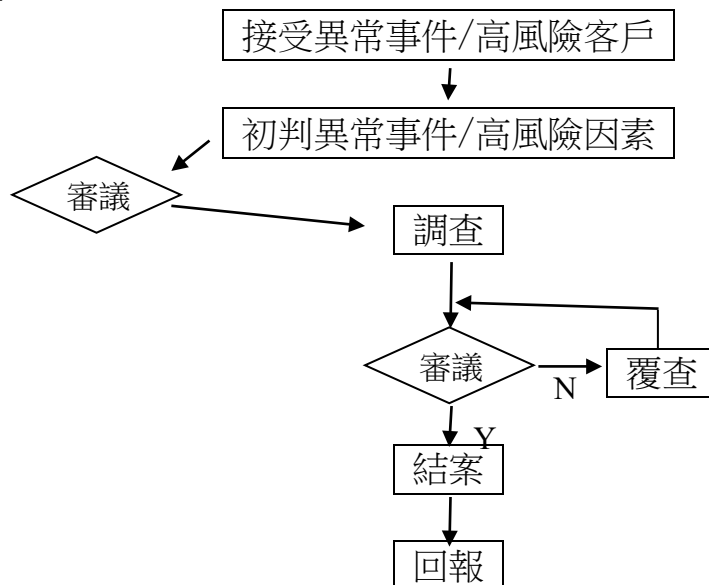 接受異常事件/高風險客戶
初判異常事件/高風險因素
審議
調查
審議
N
覆查
Y
結案
回報